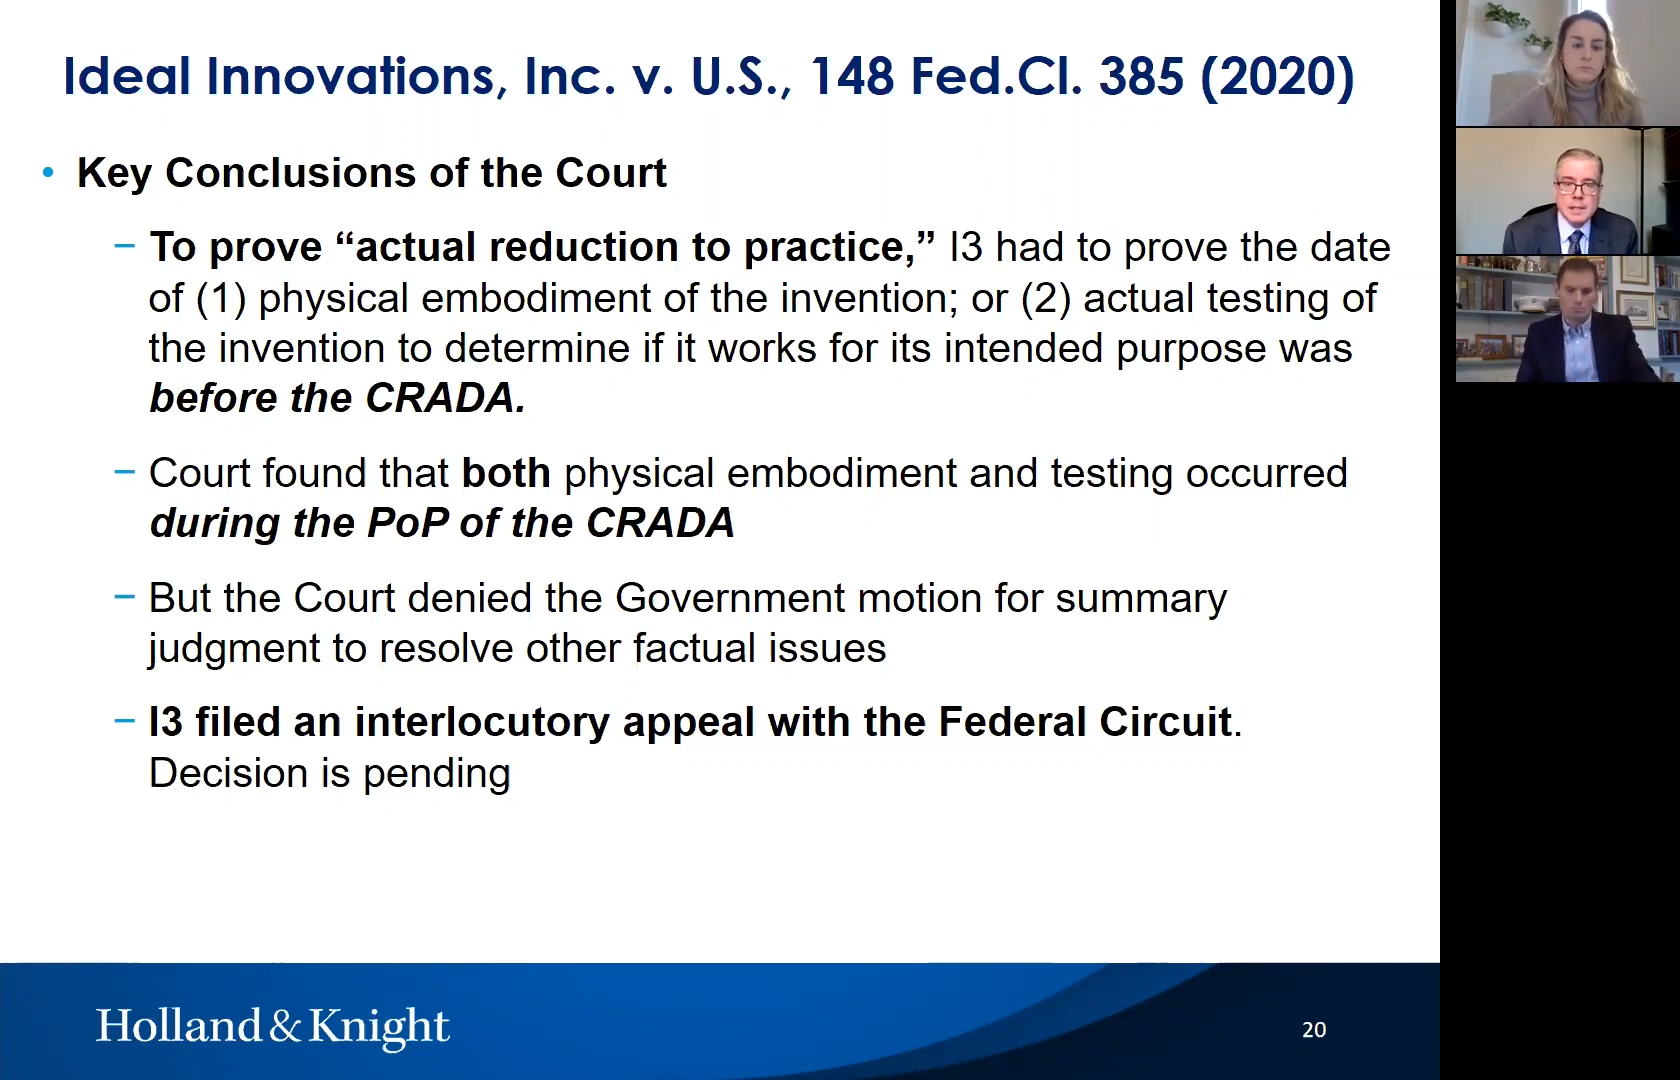 Ideal Innovations, Inc. v. U.S., 148 Fed.Cl. 385 (2020)
• Key Conclusions of the Court
− To prove “actual reduction to practice,” I3 had to prove the date
of (1) physical embodiment of the invention; or (2) actual testing of
the invention to determine if it works for its intended purpose was
before the CRADA.
− Court found that both physical embodiment and testing occurred
during the PoP of the CRADA
− But the Court denied the Government motion for summary
judgment to resolve other factual issues
− I3 filed an interlocutory appeal with the Federal Circuit.
Decision is pending
Holland & Knight
20